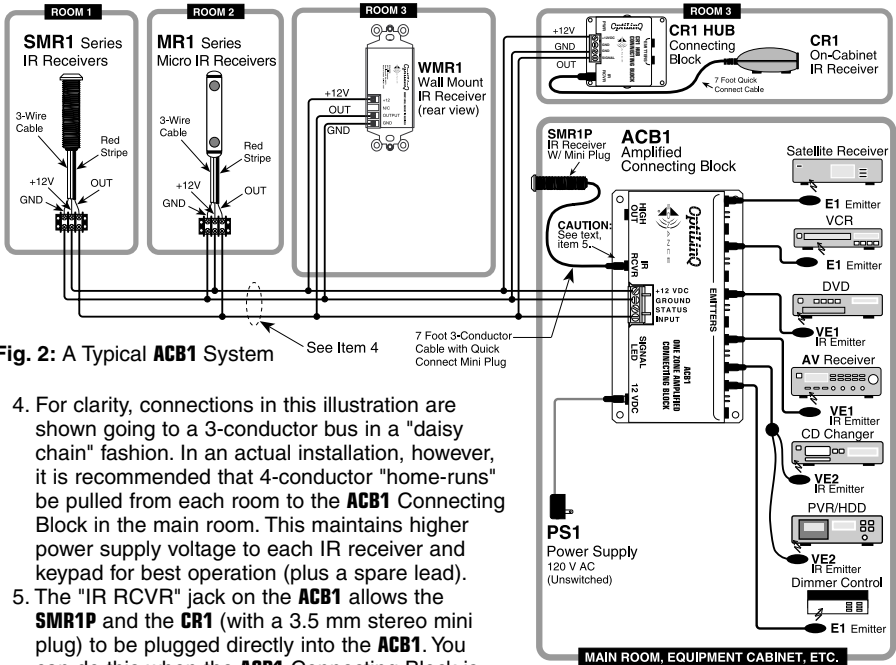 ROOM 1
SMR1 Series
IR Receivers
3-Wire
Cable
Red
Stripe
+12V
OUT
GND
ROOM 2
MR1 Series
Micro IR Receivers
3-Wire
Cable
Red
Stripe
+12V
OUT
GND
ROOM 3
WMR1
Wall Mount
IR Receiver
(rear view)
+12V
OUT
GND
+12
N/C
OUTPUT
GND
ROOM 3
+12V
GND
OUT
OptiLinQ
CR1 HUB
CONNECTING
BLOCK
IR
RCVR
CR1 HUB
Connecting
Block
CR1
On-Cabinet
IR Receiver
7 Foot Quick
Connect Cable
SMR1P
IR Receiver
W/ Mini Plug
ACB1
Amplified
Connecting Block
CAUTION:
See text,
item 5.
HIGH
OUT
OptiLinQ
IR
RCVR
+12 VDC
GROUND
STATUS
INPUT
EMITTERS
SIGNAL
LED
ACB1
ONE ZONE AMPLIFIED
CONNECTING BLOCK
12 VDC
7 Foot 3-Conductor
Cable with Quick
Connect Mini Plug
See Item 4
PS1
Power Supply
120 V AC
(Unswitched)
Satellite Receiver
E1 Emitter
VCR
E1 Emitter
DVD
VE1
IR Emitter
AV Receiver
VE1
IR Emitter
CD Changer
VE2
IR Emitter
PVR/HDD
VE2
IR Emitter
Dimmer Control
E1 Emitter
MAIN ROOM, EQUIPMENT CABINET, ETC.
Fig. 2: A Typical ACB1 System
4. For clarity, connections in this illustration are
shown going to a 3-conductor bus in a "daisy
chain" fashion. In an actual installation, however,
it is recommended that 4-conductor "home-runs"
be pulled from each room to the ACB1 Connecting
Block in the main room. This maintains higher
power supply voltage to each IR receiver and
keypad for best operation (plus a spare lead).
5. The "IR RCVR" jack on the ACB1 allows the
SMR1P and the CR1 (with a 3.5 mm stereo mini
plug) to be plugged directly into the ACB1. You
can do this when the ACB1 Connecting Block is